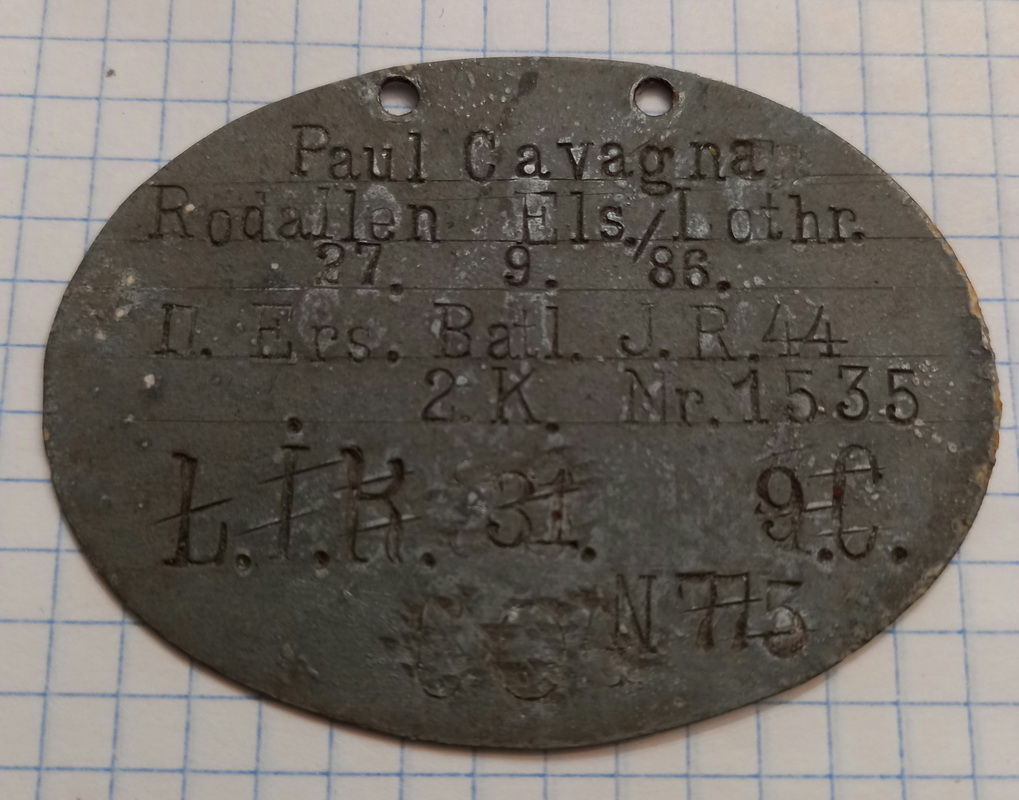 Paul Cavagna
Rodallen Els./Lothr.
27. 9. 86.
II. Ers. Batl. J.R.44
2.K. Nr.1535
L.I.R. 31. 9.C.
N 775